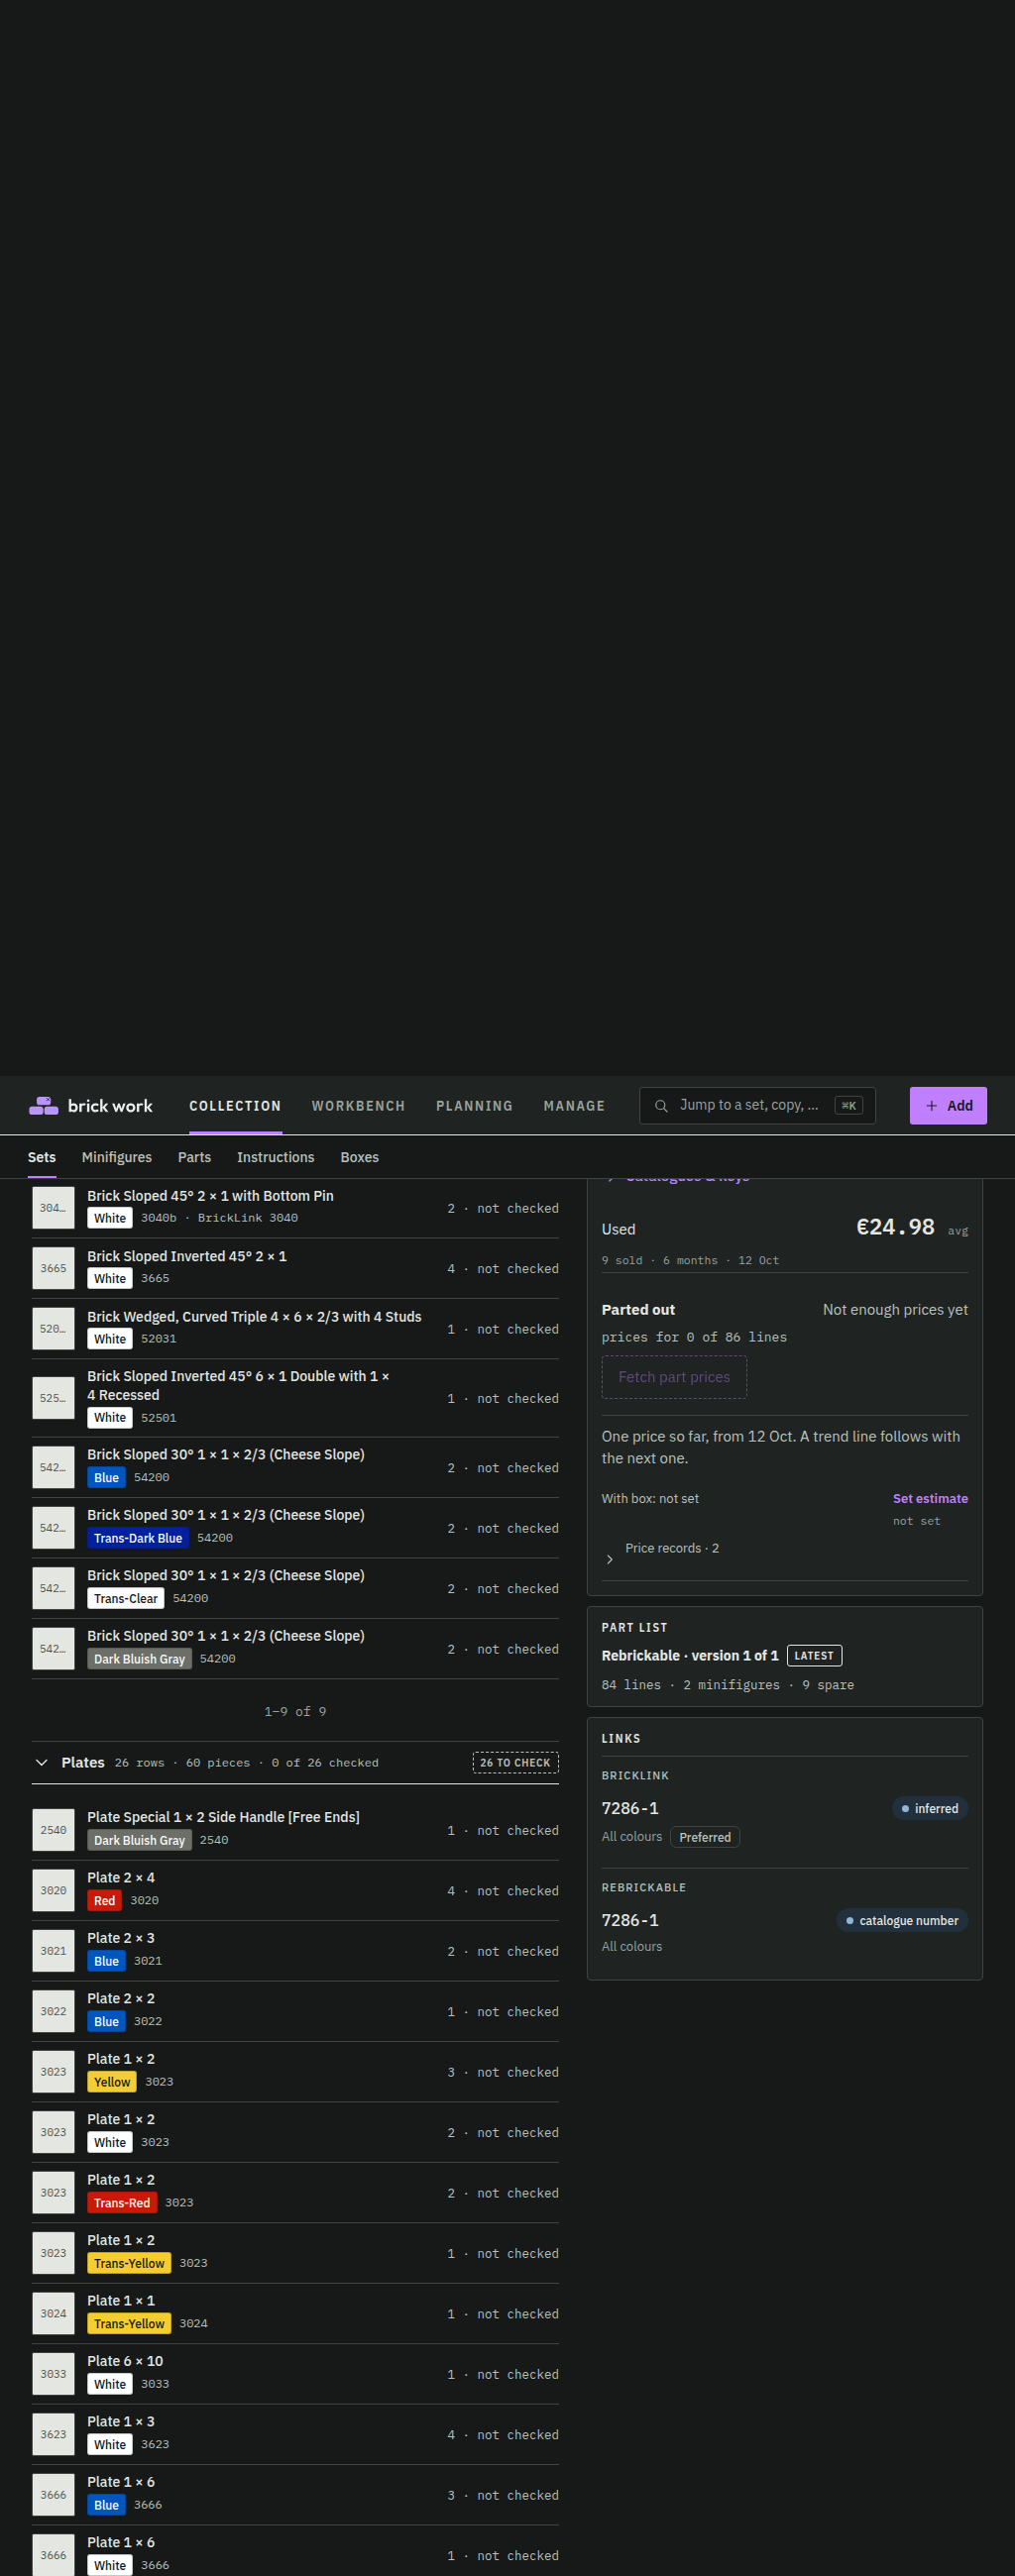 brick work
COLLECTION
WORKBENCH
PLANNING
MANAGE
Jump to a set, copy, ...
⌘K
+ Add
Sets
Minifigures
Parts
Instructions
Boxes
304…
Brick Sloped 45° 2 × 1 with Bottom Pin
White 3040b · BrickLink 3040
2 · not checked
3665
Brick Sloped Inverted 45° 2 × 1
White 3665
4 · not checked
520…
Brick Wedged, Curved Triple 4 × 6 × 2/3 with 4 Studs
White 52031
1 · not checked
525…
Brick Sloped Inverted 45° 6 × 1 Double with 1 ×
4 Recessed
White 52501
1 · not checked
542…
Brick Sloped 30° 1 × 1 × 2/3 (Cheese Slope)
Blue 54200
2 · not checked
542…
Brick Sloped 30° 1 × 1 × 2/3 (Cheese Slope)
Trans-Dark Blue 54200
2 · not checked
542…
Brick Sloped 30° 1 × 1 × 2/3 (Cheese Slope)
Trans-Clear 54200
2 · not checked
542…
Brick Sloped 30° 1 × 1 × 2/3 (Cheese Slope)
Dark Bluish Gray 54200
2 · not checked
1–9 of 9
Plates 26 rows · 60 pieces · 0 of 26 checked
26 TO CHECK
2540
Plate Special 1 × 2 Side Handle [Free Ends]
Dark Bluish Gray 2540
1 · not checked
3020
Plate 2 × 4
Red 3020
4 · not checked
3021
Plate 2 × 3
Blue 3021
2 · not checked
3022
Plate 2 × 2
Blue 3022
1 · not checked
3023
Plate 1 × 2
Yellow 3023
3 · not checked
3023
Plate 1 × 2
White 3023
2 · not checked
3023
Plate 1 × 2
Trans-Red 3023
2 · not checked
3023
Plate 1 × 2
Trans-Yellow 3023
1 · not checked
3024
Plate 1 × 1
Trans-Yellow 3024
1 · not checked
3033
Plate 6 × 10
White 3033
1 · not checked
3623
Plate 1 × 3
White 3623
4 · not checked
3666
Plate 1 × 6
Blue 3666
3 · not checked
3666
Plate 1 × 6
White 3666
1 · not checked
Catalogues & keys
Used
€24.98 avg
9 sold · 6 months · 12 Oct
Parted out
Not enough prices yet
prices for 0 of 86 lines
Fetch part prices
One price so far, from 12 Oct. A trend line follows with
the next one.
With box: not set
Set estimate
not set
Price records · 2
PART LIST
Rebrickable · version 1 of 1 LATEST
84 lines · 2 minifigures · 9 spare
LINKS
BRICKLINK
7286-1
inferred
All colours Preferred
REBRICKABLE
7286-1
catalogue number
All colours